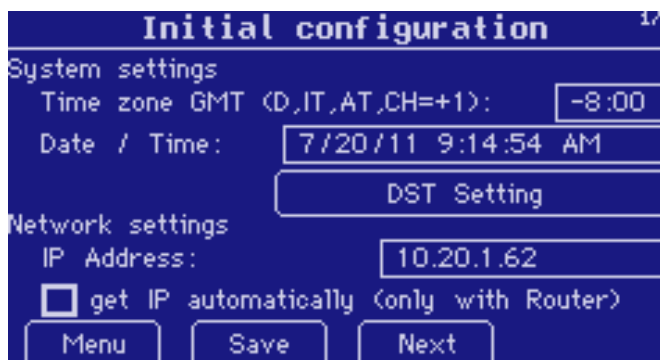 Initial configuration
System settings
Time zone GMT (D,IT,AT,CH=+1): -8:00
Date / Time: 7/20/11 9:14:54 AM
DST Setting
Network settings
IP Address: 10.20.1.62
get IP automatically (only with Router)
Menu Save Next